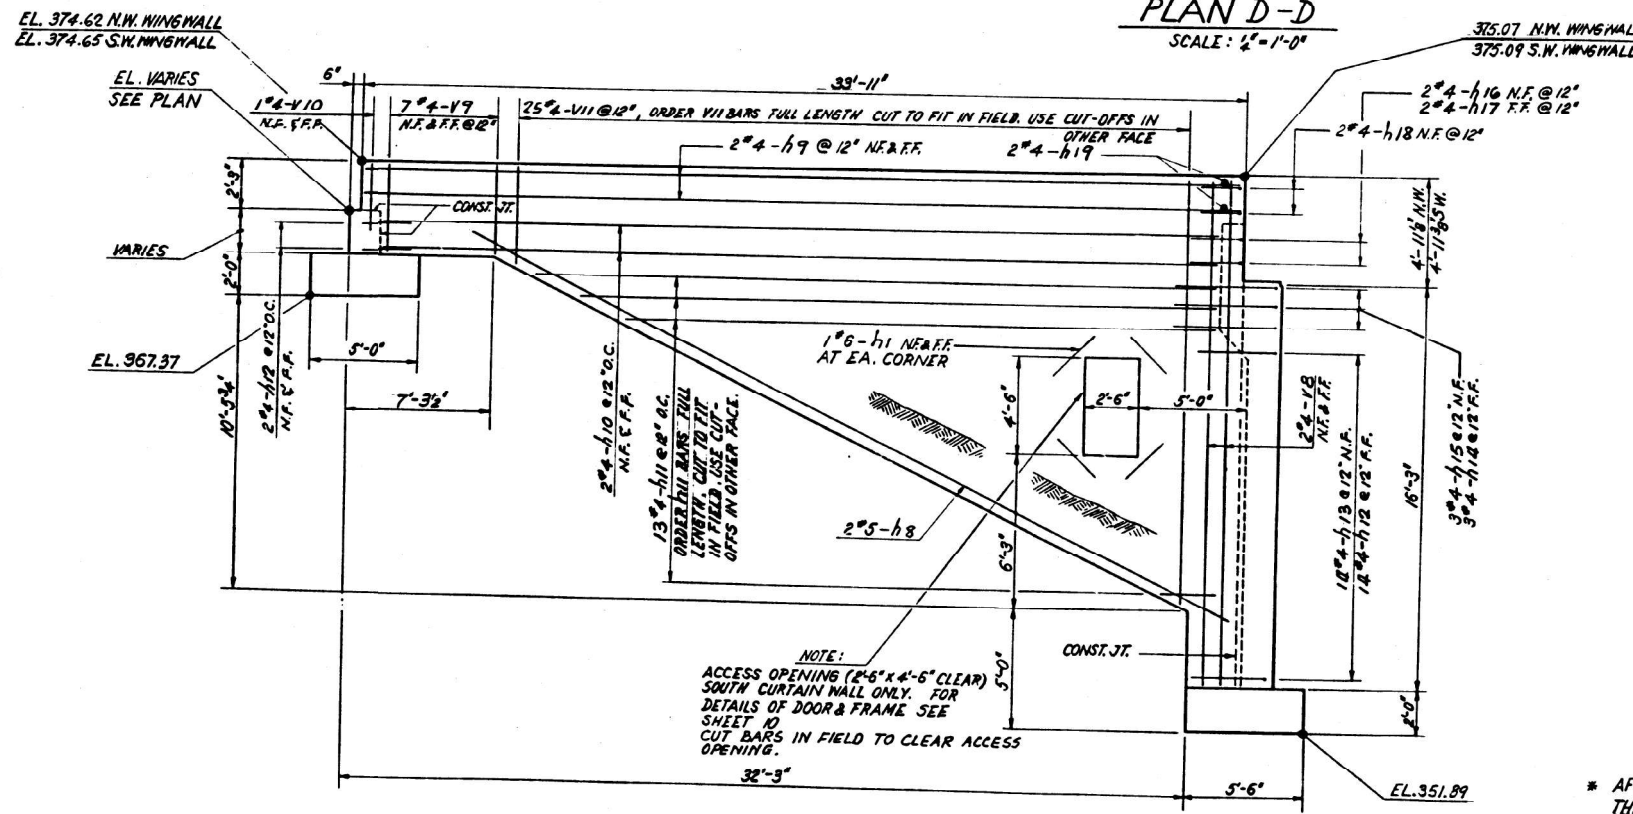 PLAN D-D
SCALE: ¼"=1'-0"
EL. 374.62 N.W. WINGWALL
EL. 374.65 S.W. WINGWALL
375.07 N.W. WINGWAL
375.09 S.W. WINGWALL
EL. VARIES
SEE PLAN
6"
33'-11"
1#4-V10
N.F. & F.F.
7#4-V9
N.F. & F.F. @12"
25#4-V11 @12", ORDER V11 BARS FULL LENGTH CUT TO FIT IN FIELD. USE CUT-OFFS IN
OTHER FACE
2#4-h16 N.F. @12"
2#4-h17 F.F. @12"
2#4-h18 N.F. @12"
2#4-h9 @ 12" N.F. & F.F.
2#4-h19
2'-9"
CONST. JT.
VARIES
2'-0"
4'-11⅛" N.W.
4'-11⅜" S.W.
EL. 367.37
5'-0"
7'-3½"
10'-5¾"
2#4-h12 @12" O.C.
N.F. & F.F.
2#4-h10 @12" O.C.
N.F. & F.F.
13#4-h11 @12" O.C.
ORDER h11 BARS FULL
LENGTH. CUT TO FIT
IN FIELD. USE CUT-
OFFS IN OTHER FACE.
1#6-h1 N.F. & F.F.
AT EA. CORNER
4'-6"
2'-6"
5'-0"
2#4-V8
N.F. & F.F.
14#4-h13 @12" N.F.
14#4-h12 @12" F.F.
16'-3"
3#4-h15 @12" N.F.
3#4-h14 @12" F.F.
2#5-h8
6'-3"
5'-0"
CONST. JT.
2'-0"
NOTE:
ACCESS OPENING (2'-6" x 4'-6" CLEAR)
SOUTH CURTAIN WALL ONLY. FOR
DETAILS OF DOOR & FRAME SEE
SHEET 10
CUT BARS IN FIELD TO CLEAR ACCESS
OPENING.
32'-3"
5'-6"
EL. 351.89
* AF
TH